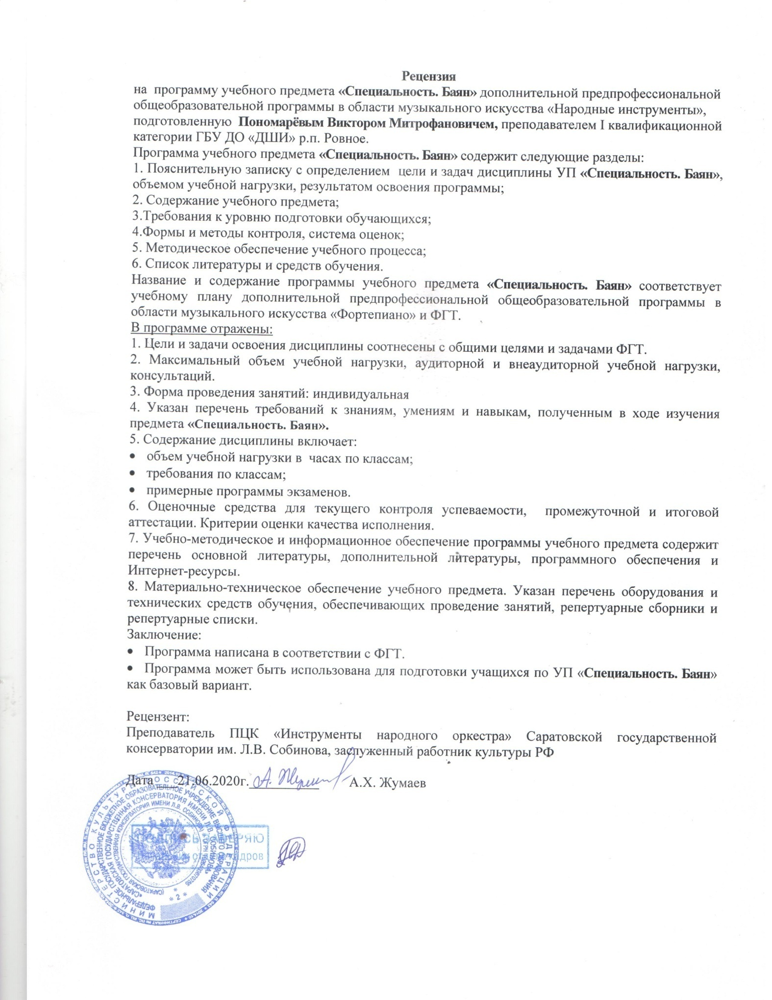 Рецензия
на программу учебного предмета «Специальность. Баян» дополнительной предпрофессиональной
общеобразовательной программы в области музыкального искусства «Народные инструменты»,
подготовленную Пономарёвым Виктором Митрофановичем, преподавателем I квалификационной
категории ГБУ ДО «ДШИ» р.п. Ровное.
Программа учебного предмета «Специальность. Баян» содержит следующие разделы:
1. Пояснительную записку с определением цели и задач дисциплины УП «Специальность. Баян»,
объемом учебной нагрузки, результатом освоения программы;
2. Содержание учебного предмета;
3.Требования к уровню подготовки обучающихся;
4.Формы и методы контроля, система оценок;
5. Методическое обеспечение учебного процесса;
6. Список литературы и средств обучения.
Название и содержание программы учебного предмета «Специальность. Баян» соответствует
учебному плану дополнительной предпрофессиональной общеобразовательной программы в
области музыкального искусства «Фортепиано» и ФГТ.
В программе отражены:
1. Цели и задачи освоения дисциплины соотнесены с общими целями и задачами ФГТ.
2. Максимальный объем учебной нагрузки, аудиторной и внеаудиторной учебной нагрузки,
консультаций.
3. Форма проведения занятий: индивидуальная
4. Указан перечень требований к знаниям, умениям и навыкам, полученным в ходе изучения
предмета «Специальность. Баян».
5. Содержание дисциплины включает:
• объем учебной нагрузки в часах по классам;
• требования по классам;
• примерные программы экзаменов.
6. Оценочные средства для текущего контроля успеваемости, промежуточной и итоговой
аттестации. Критерии оценки качества исполнения.
7. Учебно-методическое и информационное обеспечение программы учебного предмета содержит
перечень основной литературы, дополнительной литературы, программного обеспечения и
Интернет-ресурсы.
8. Материально-техническое обеспечение учебного предмета. Указан перечень оборудования и
технических средств обучения, обеспечивающих проведение занятий, репертуарные сборники и
репертуарные списки.
Заключение:
• Программа написана в соответствии с ФГТ.
• Программа может быть использована для подготовки учащихся по УП «Специальность. Баян»
как базовый вариант.
Рецензент:
Преподаватель ПЦК «Инструменты народного оркестра» Саратовской государственной
консерватории им. Л.В. Собинова, заслуженный работник культуры РФ
Дата ___21.06.2020г.__________ А.Х. Жумаев
МИНИСТЕРСТВО КУЛЬТУРЫ РОССИЙСКОЙ ФЕДЕРАЦИИ
ФЕДЕРАЛЬНОЕ ГОСУДАРСТВЕННОЕ БЮДЖЕТНОЕ ОБРАЗОВАТЕЛЬНОЕ УЧРЕЖДЕНИЕ ВЫСШЕГО ОБРАЗОВАНИЯ
«САРАТОВСКАЯ ГОСУДАРСТВЕННАЯ КОНСЕРВАТОРИЯ ИМЕНИ Л.В. СОБИНОВА»
(САРАТОВСКАЯ ГОСУДАРСТВЕННАЯ КОНСЕРВАТОРИЯ ИМЕНИ Л.В. СОБИНОВА)
* 2 *
ПОДПИСЬ ЗАВЕРЯЮ
отдела кадров